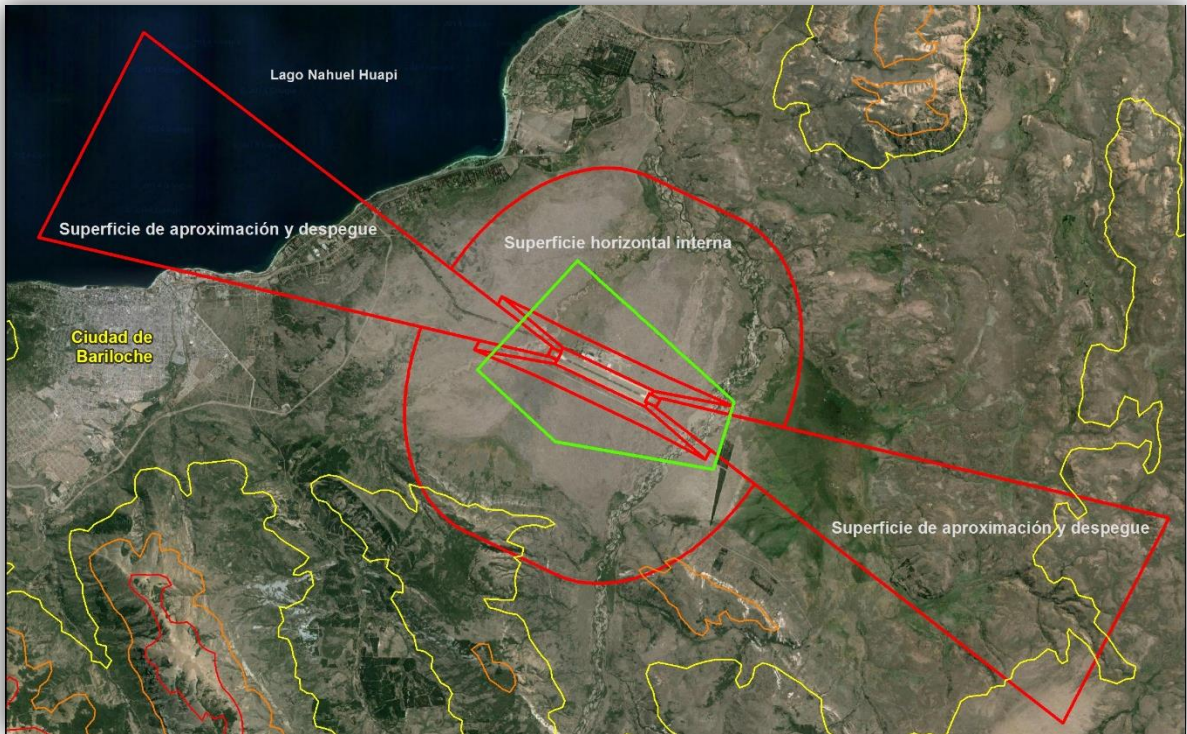 Lago Nahuel Huapi
Superficie de aproximación y despegue
Superficie horizontal interna
Ciudad de
Bariloche
Superficie de aproximación y despegue